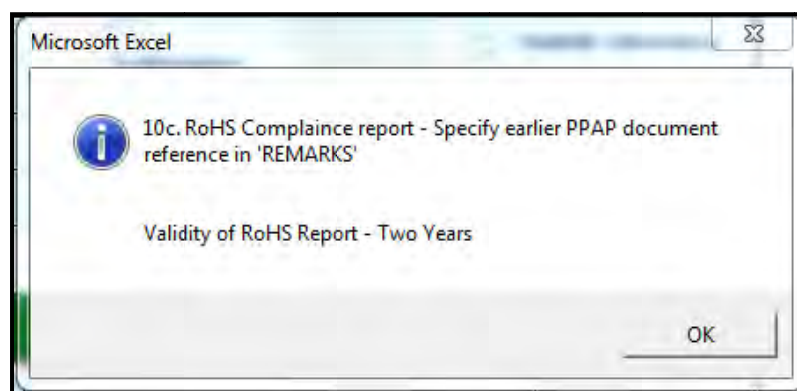 Microsoft Excel
10c. RoHS Complaince report - Specify earlier PPAP document
reference in 'REMARKS'
Validity of RoHS Report - Two Years
OK